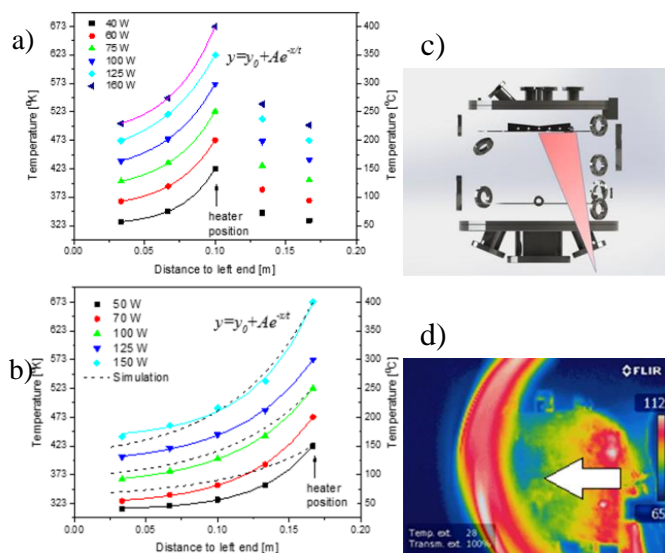 a)
673
623
573
523
473
423
373
323
Temperature [⁰K]
40 W
60 W
75 W
100 W
125 W
160 W
y=y₀+Ae^-x/t
heater
position
400
350
300
250
200
150
100
50
Temperature [⁰C]
0.00 0.05 0.10 0.15 0.20
Distance to left end [m]
b)
673
623
573
523
473
423
373
323
Temperature [⁰K]
50 W
70 W
100 W
125 W
150 W
Simulation
y=y₀+Ae^-x/t
heater
position
400
350
300
250
200
150
100
50
Temperature [⁰C]
0.00 0.05 0.10 0.15 0.20
Distance to left end [m]
c)
d)
FLIR
112
65
Temp. ext. 28
Transm. ext. 100%